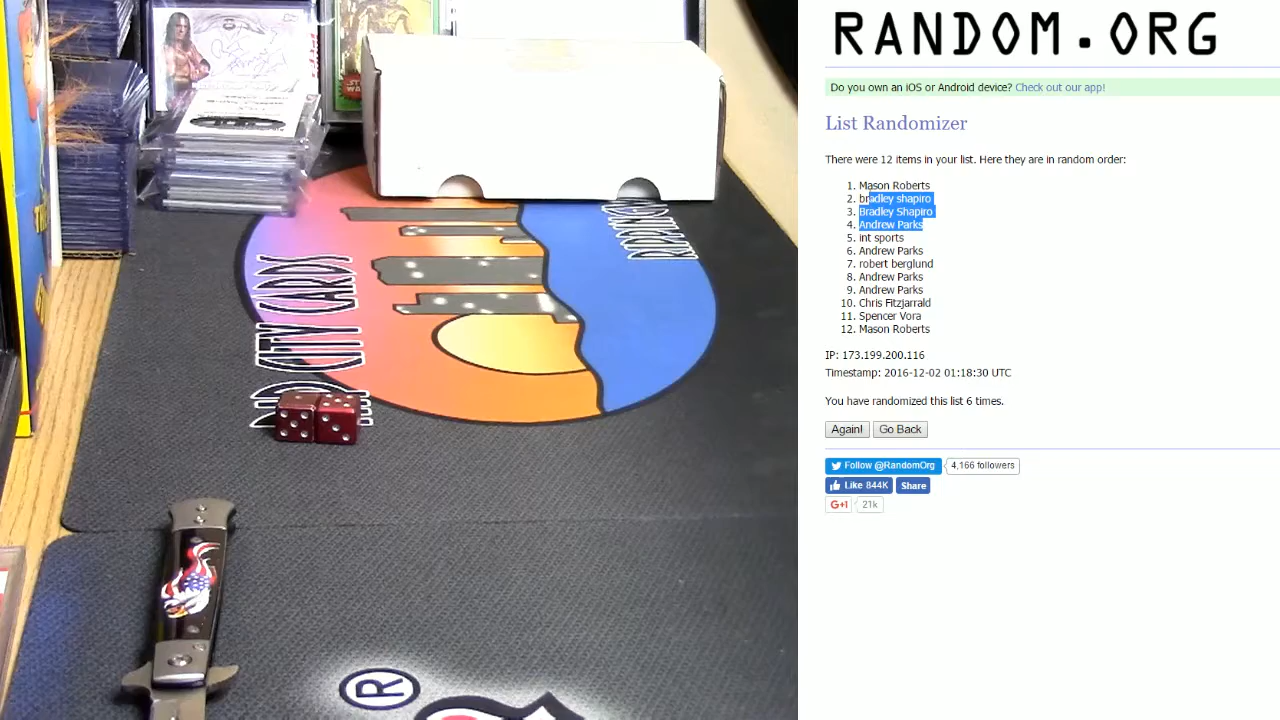 RANDOM.ORG
Do you own an iOS or Android device? Check out our app!
List Randomizer
There were 12 items in your list. Here they are in random order:
1. Mason Roberts
2. bradley shapiro
3. Bradley Shapiro
4. Andrew Parks
5. int sports
6. Andrew Parks
7. robert berglund
8. Andrew Parks
9. Andrew Parks
10. Chris Fitzjarrald
11. Spencer Vora
12. Mason Roberts
IP: 173.199.200.116
Timestamp: 2016-12-02 01:18:30 UTC
You have randomized this list 6 times.
Again! Go Back
Follow @RandomOrg 4,166 followers
Like 844K Share
G+1 21k
CITY CARDS
®